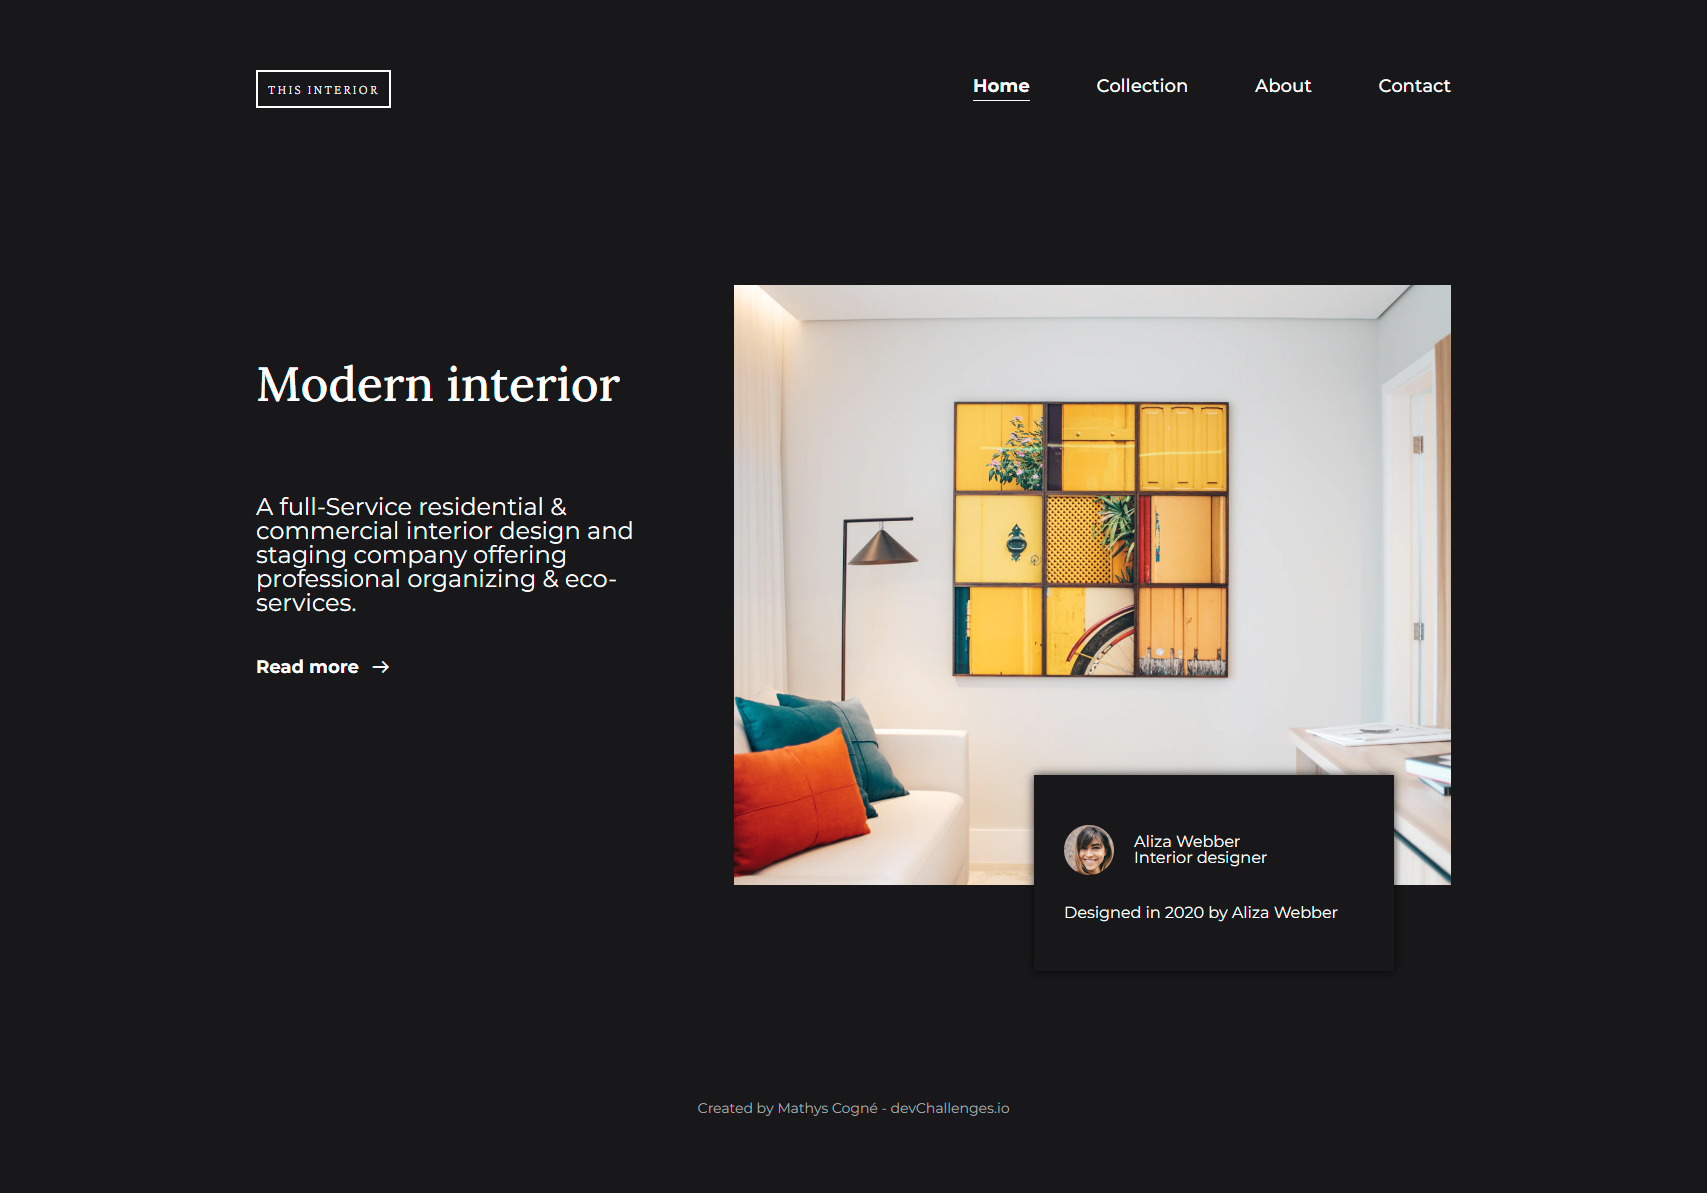 THIS INTERIOR
Home
Collection
About
Contact
Modern interior
A full-Service residential &
commercial interior design and
staging company offering
professional organizing & eco-
services.
Read more
Aliza Webber
Interior designer
Designed in 2020 by Aliza Webber
Created by Mathys Cogné - devChallenges.io